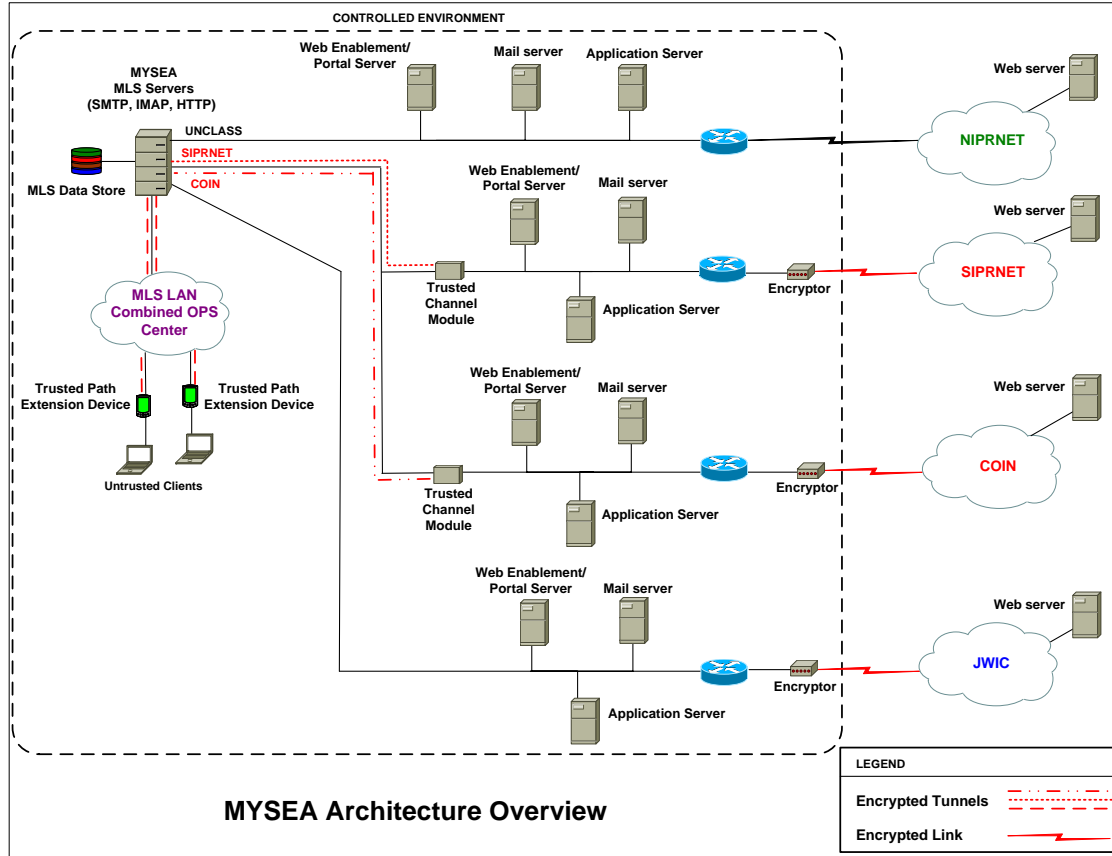 CONTROLLED ENVIRONMENT
Web Enablement/
Portal Server
Mail server
Application Server
Web server
MYSEA
MLS Servers
(SMTP, IMAP, HTTP)
UNCLASS
NIPRNET
SIPRNET
MLS Data Store
COIN
Web Enablement/
Portal Server
Mail server
Web server
Trusted
Channel
Module
Encryptor
SIPRNET
Application Server
MLS LAN
Combined OPS
Center
Trusted Path
Extension Device
Trusted Path
Extension Device
Untrusted Clients
Web Enablement/
Portal Server
Mail server
Web server
Trusted
Channel
Module
Encryptor
COIN
Application Server
Web Enablement/
Portal Server
Mail server
Web server
Encryptor
JWIC
Application Server
MYSEA Architecture Overview
LEGEND
Encrypted Tunnels
Encrypted Link